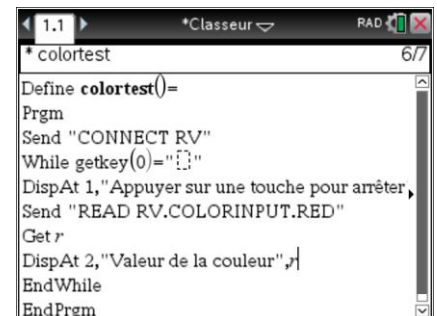 1.1 *Classeur RAD
* colortest 6/7
Define colortest()=
Prgm
Send "CONNECT RV"
While getkey(0)=""
DispAt 1,"Appuyer sur une touche pour arrêter
Send "READ RV.COLORINPUT.RED"
Get r
DispAt 2,"Valeur de la couleur",r
EndWhile
EndPrgm